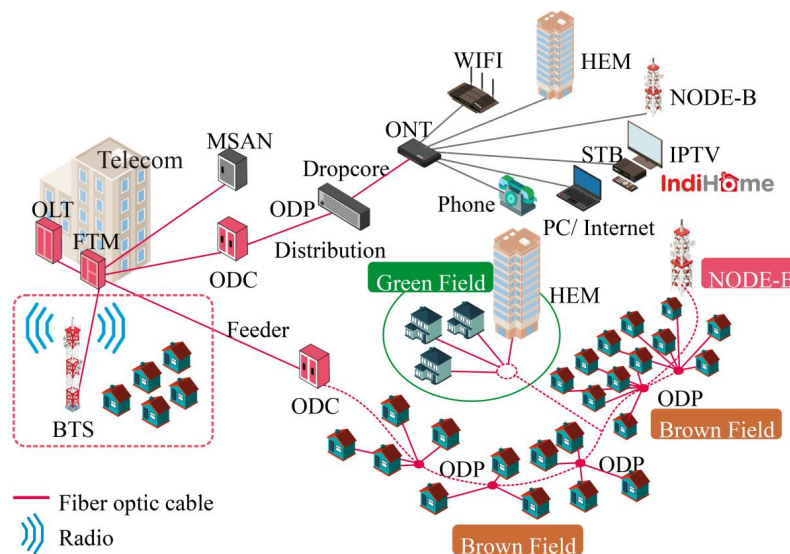 WIFI
HEM
NODE-B
MSAN
ONT
Telecom
Dropcore
STB
IPTV
IndiHome
OLT
ODP
Phone
FTM
Distribution
PC/ Internet
ODC
Green Field
HEM
NODE-B
Feeder
ODC
ODP
BTS
Brown Field
ODP
ODP
Fiber optic cable
Radio
Brown Field